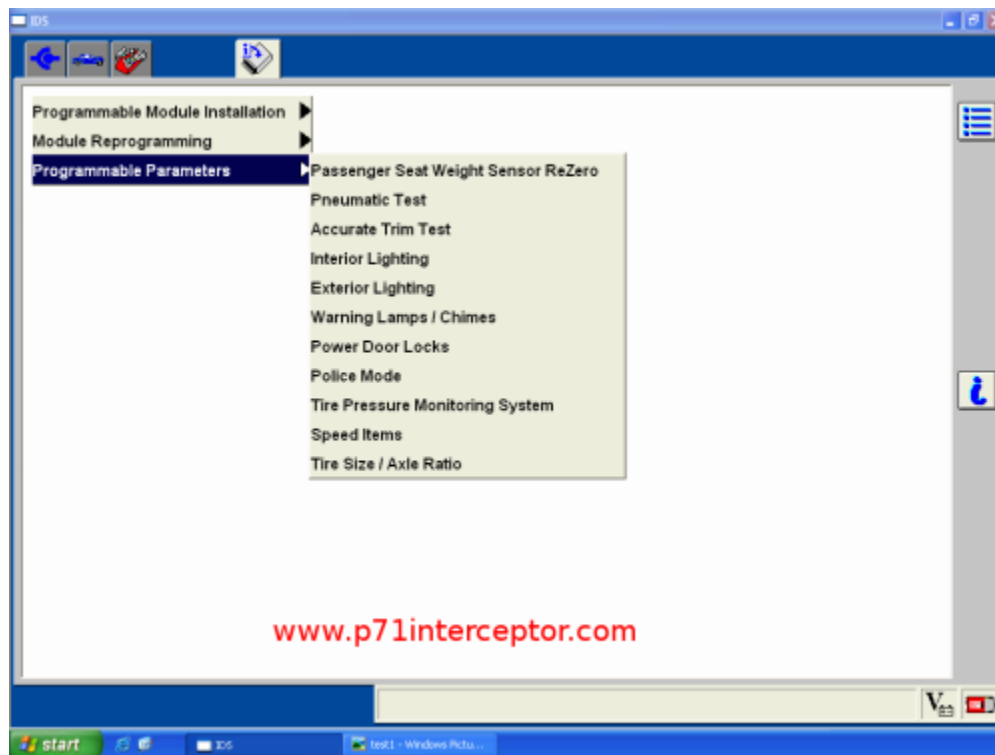 IDS
Programmable Module Installation
Module Reprogramming
Programmable Parameters
Passenger Seat Weight Sensor ReZero
Pneumatic Test
Accurate Trim Test
Interior Lighting
Exterior Lighting
Warning Lamps / Chimes
Power Door Locks
Police Mode
Tire Pressure Monitoring System
Speed Items
Tire Size / Axle Ratio
www.p71interceptor.com
V
start
IDS
test1 - Windows Pictu...